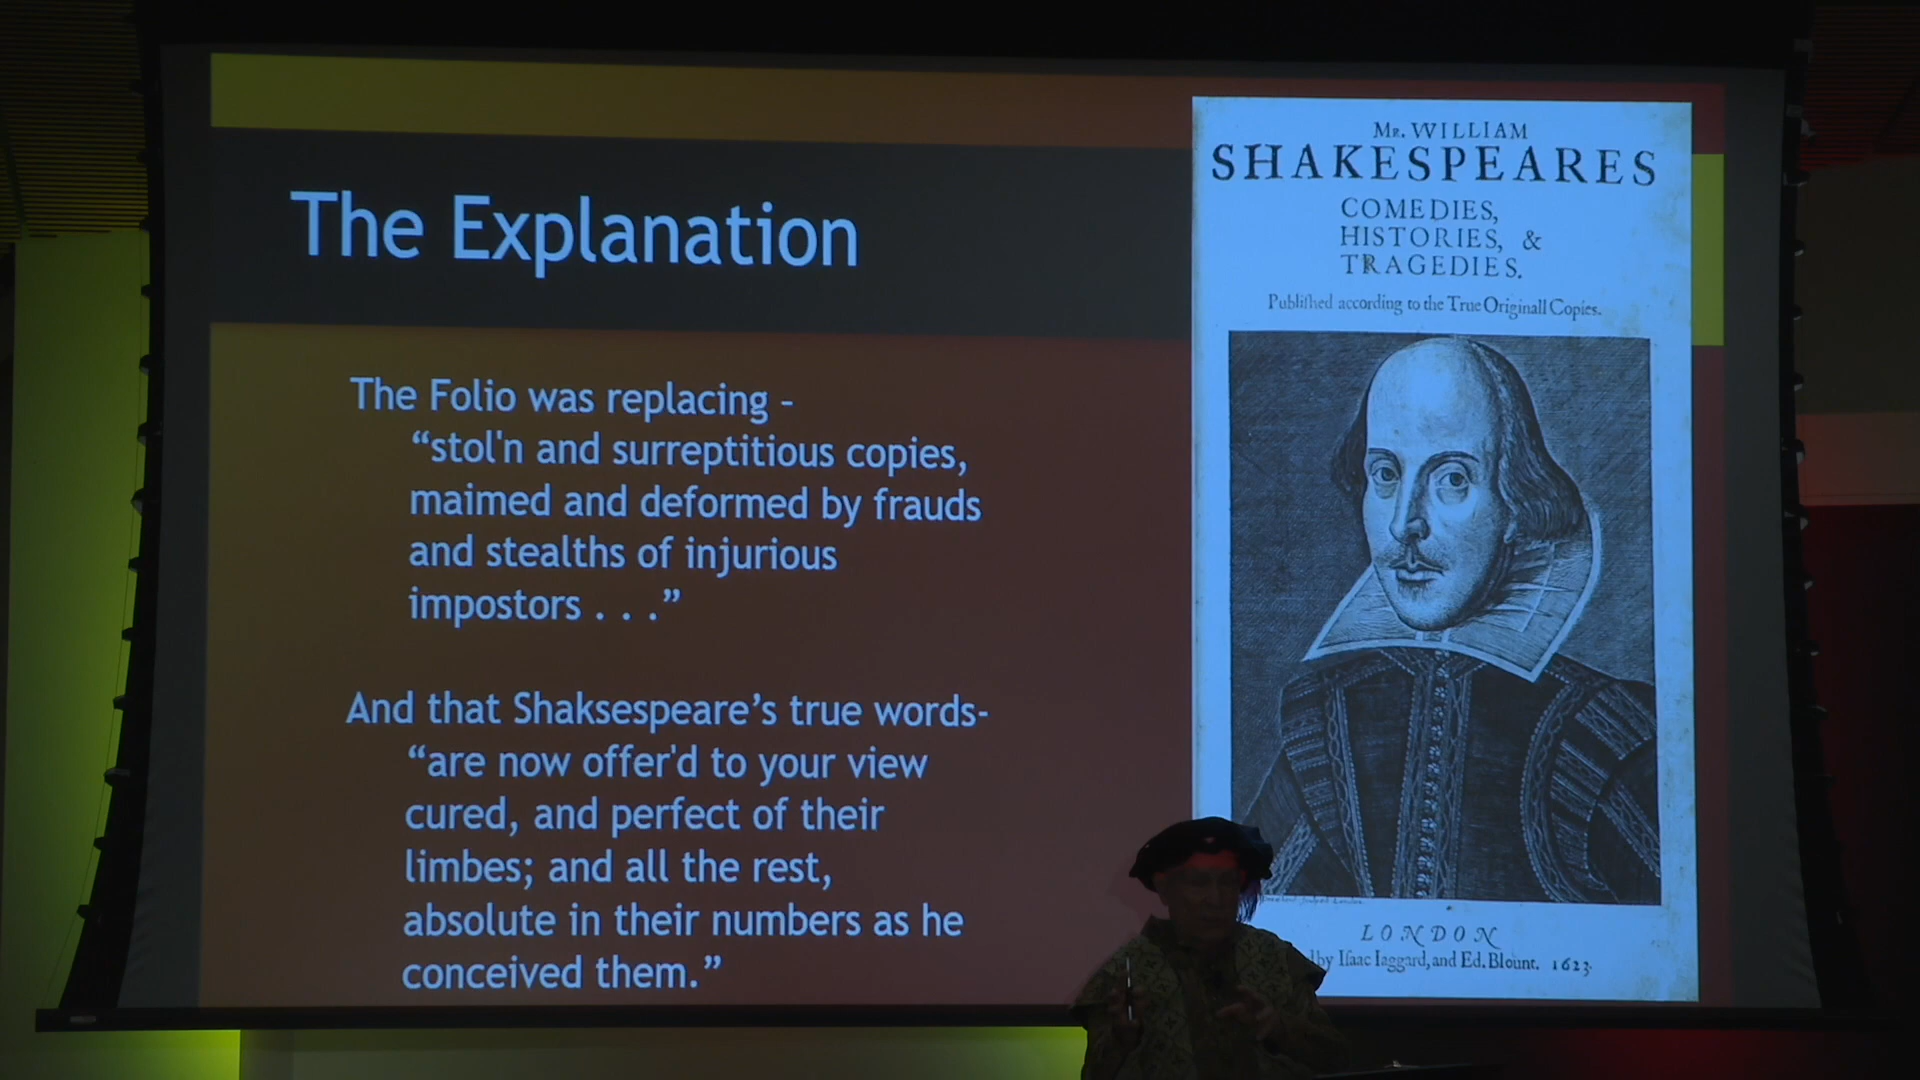 The Explanation
The Folio was replacing -
“stol'n and surreptitious copies,
maimed and deformed by frauds
and stealths of injurious
impostors . . .”
And that Shaksespeare’s true words-
“are now offer'd to your view
cured, and perfect of their
limbes; and all the rest,
absolute in their numbers as he
conceived them.”
Mr. WILLIAM
SHAKESPEARES
COMEDIES,
HISTORIES, &
TRAGEDIES.
Publiſhed according to the True Originall Copies.
LONDON
by Iſaac Iaggard, and Ed. Blount. 1623.